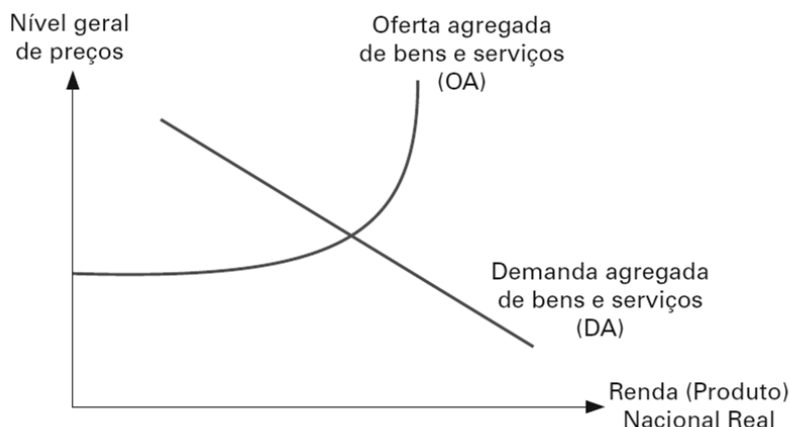 Nível geral
de preços
Oferta agregada
de bens e serviços
(OA)
Demanda agregada
de bens e serviços
(DA)
Renda (Produto)
Nacional Real